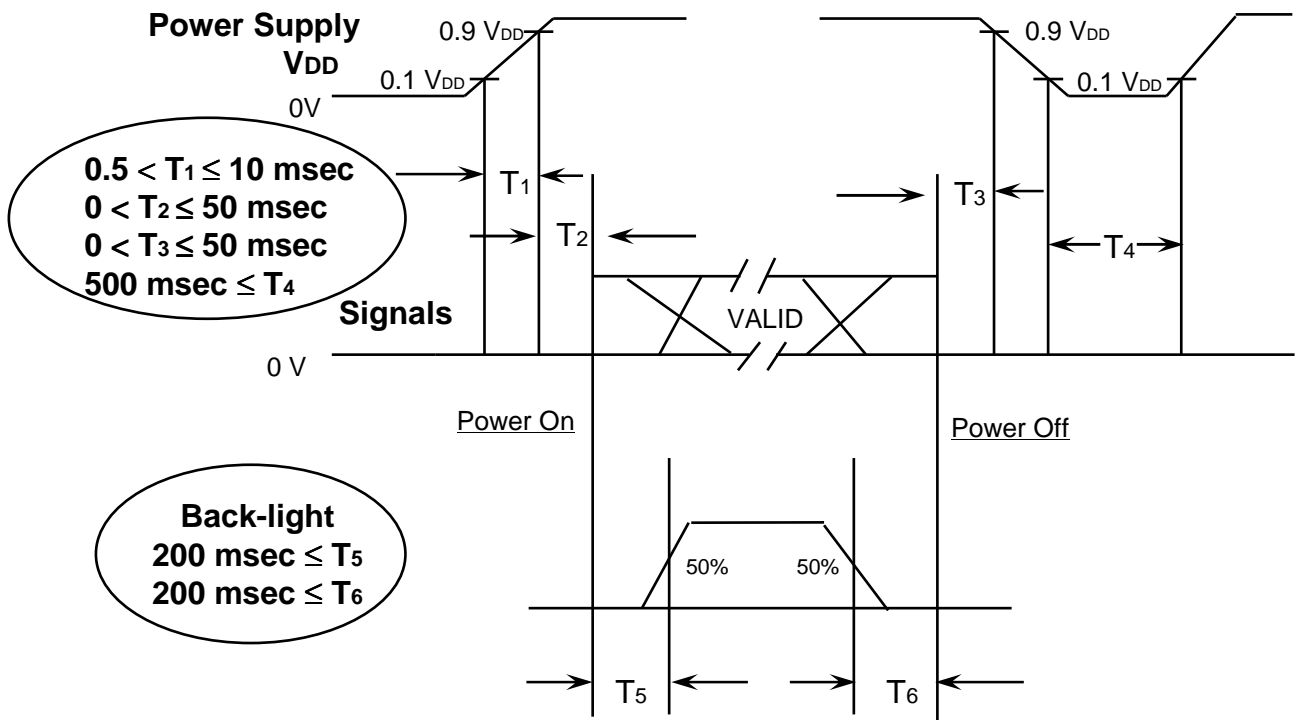 Power Supply
VDD
0.9 VDD
0.9 VDD
0.1 VDD
0.1 VDD
0V
0.5 < T1 ≤ 10 msec
0 < T2 ≤ 50 msec
0 < T3 ≤ 50 msec
500 msec ≤ T4
T1
T2
T3
T4
Signals
VALID
0 V
Power On
Power Off
Back-light
200 msec ≤ T5
200 msec ≤ T6
50%
50%
T5
T6